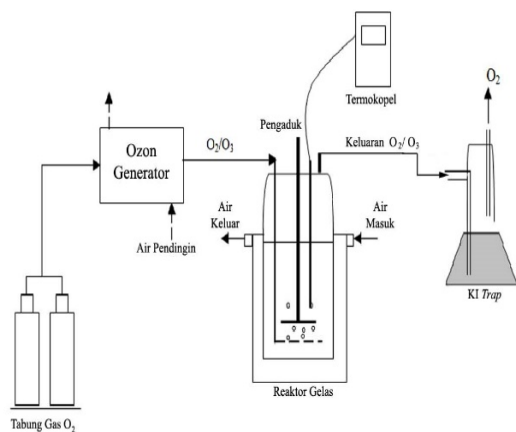 Termokopel
O₂
Pengaduk
Ozon
Generator
O₂/O₃
Keluaran O₂/ O₃
Air
Keluar
Air
Masuk
Air Pendingin
KI Trap
Reaktor Gelas
Tabung Gas O₂